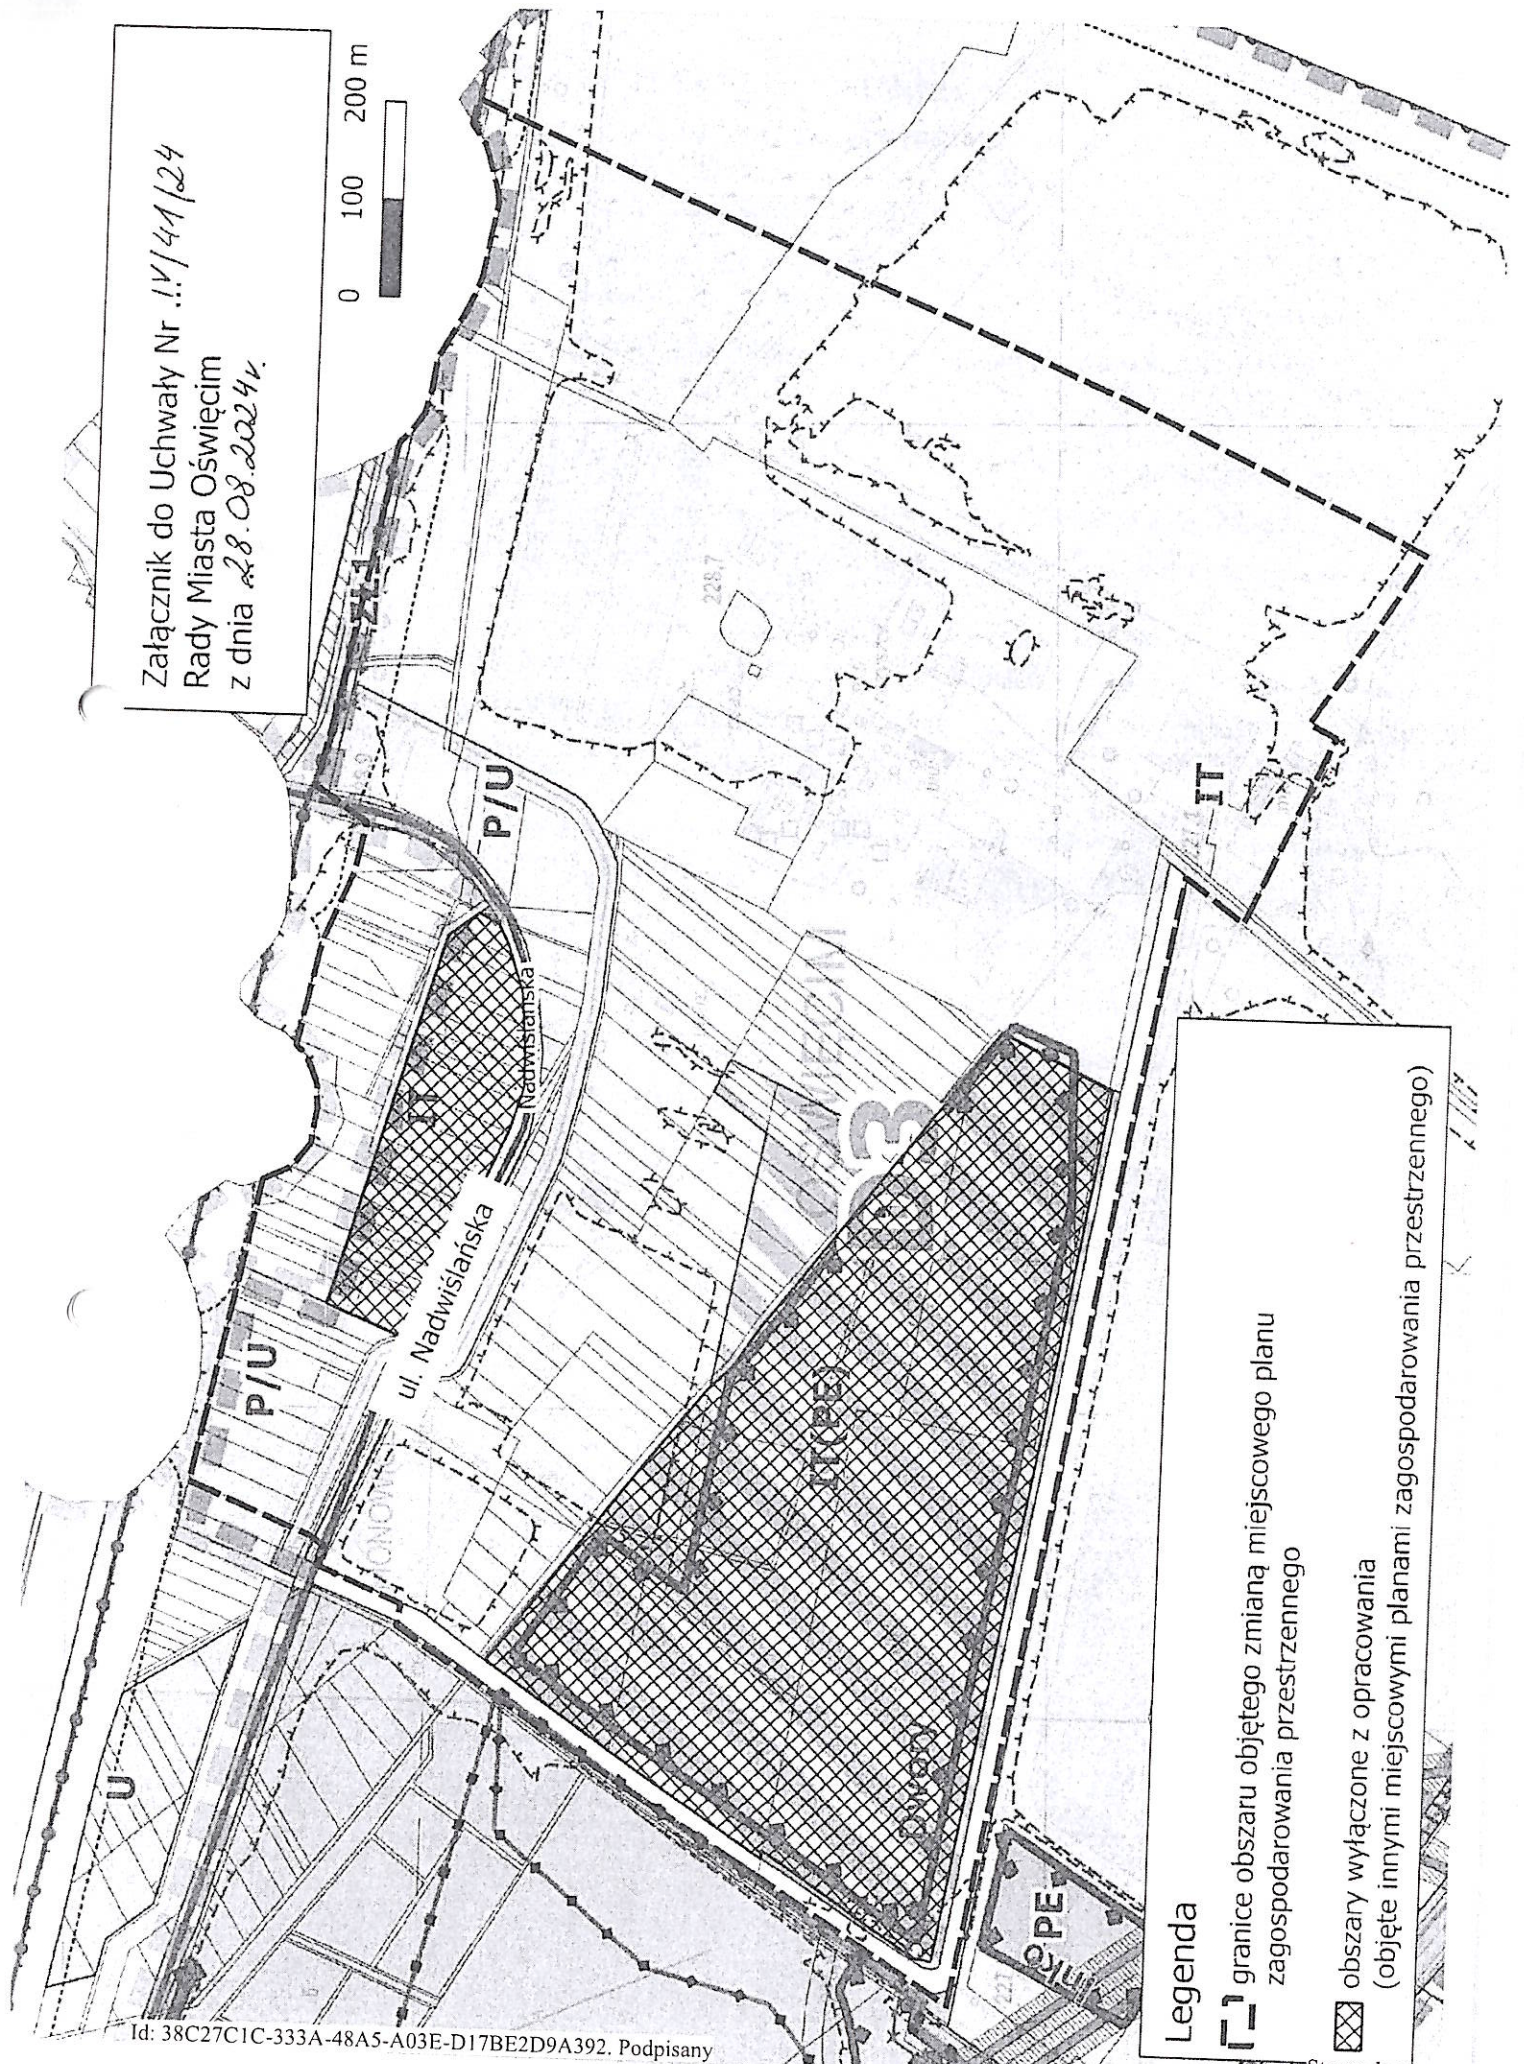 Załącznik do Uchwały Nr ...IV/41/24
Rady Miasta Oświęcim
z dnia 28.08.2024r.
0 100 200 m
ZŁ1
P/U
228,7
IT
Nadwiślańska
IT
ul. Nadwiślańska
P/U
U
IT(PE)
PE
Legenda
granice obszaru objętego zmianą miejscowego planu
zagospodarowania przestrzennego
obszary wyłączone z opracowania
(objęte innymi miejscowymi planami zagospodarowania przestrzennego)
Id: 38C27C1C-333A-48A5-A03E-D17BE2D9A392. Podpisany